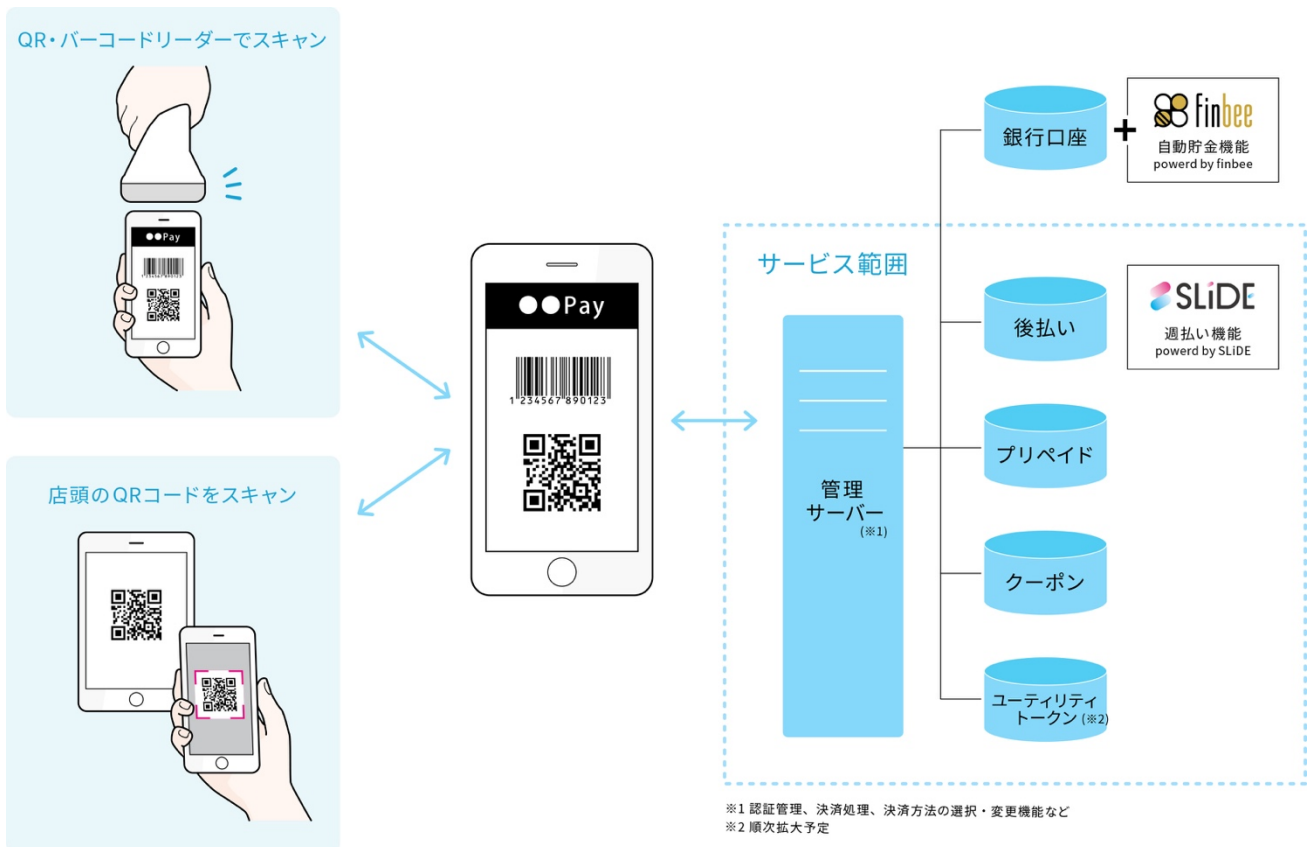 QR・バーコードリーダーでスキャン
●●Pay
1 234567 890123
店頭のQRコードをスキャン
●●Pay
1 234567 890123
サービス範囲
管理
サーバー
(※1)
銀行口座
+
finbee
自動貯金機能
powerd by finbee
後払い
SLiDE
週払い機能
powerd by SLiDE
プリペイド
クーポン
ユーティリティ
トークン (※2)
※1 認証管理、決済処理、決済方法の選択・変更機能など
※2 順次拡大予定